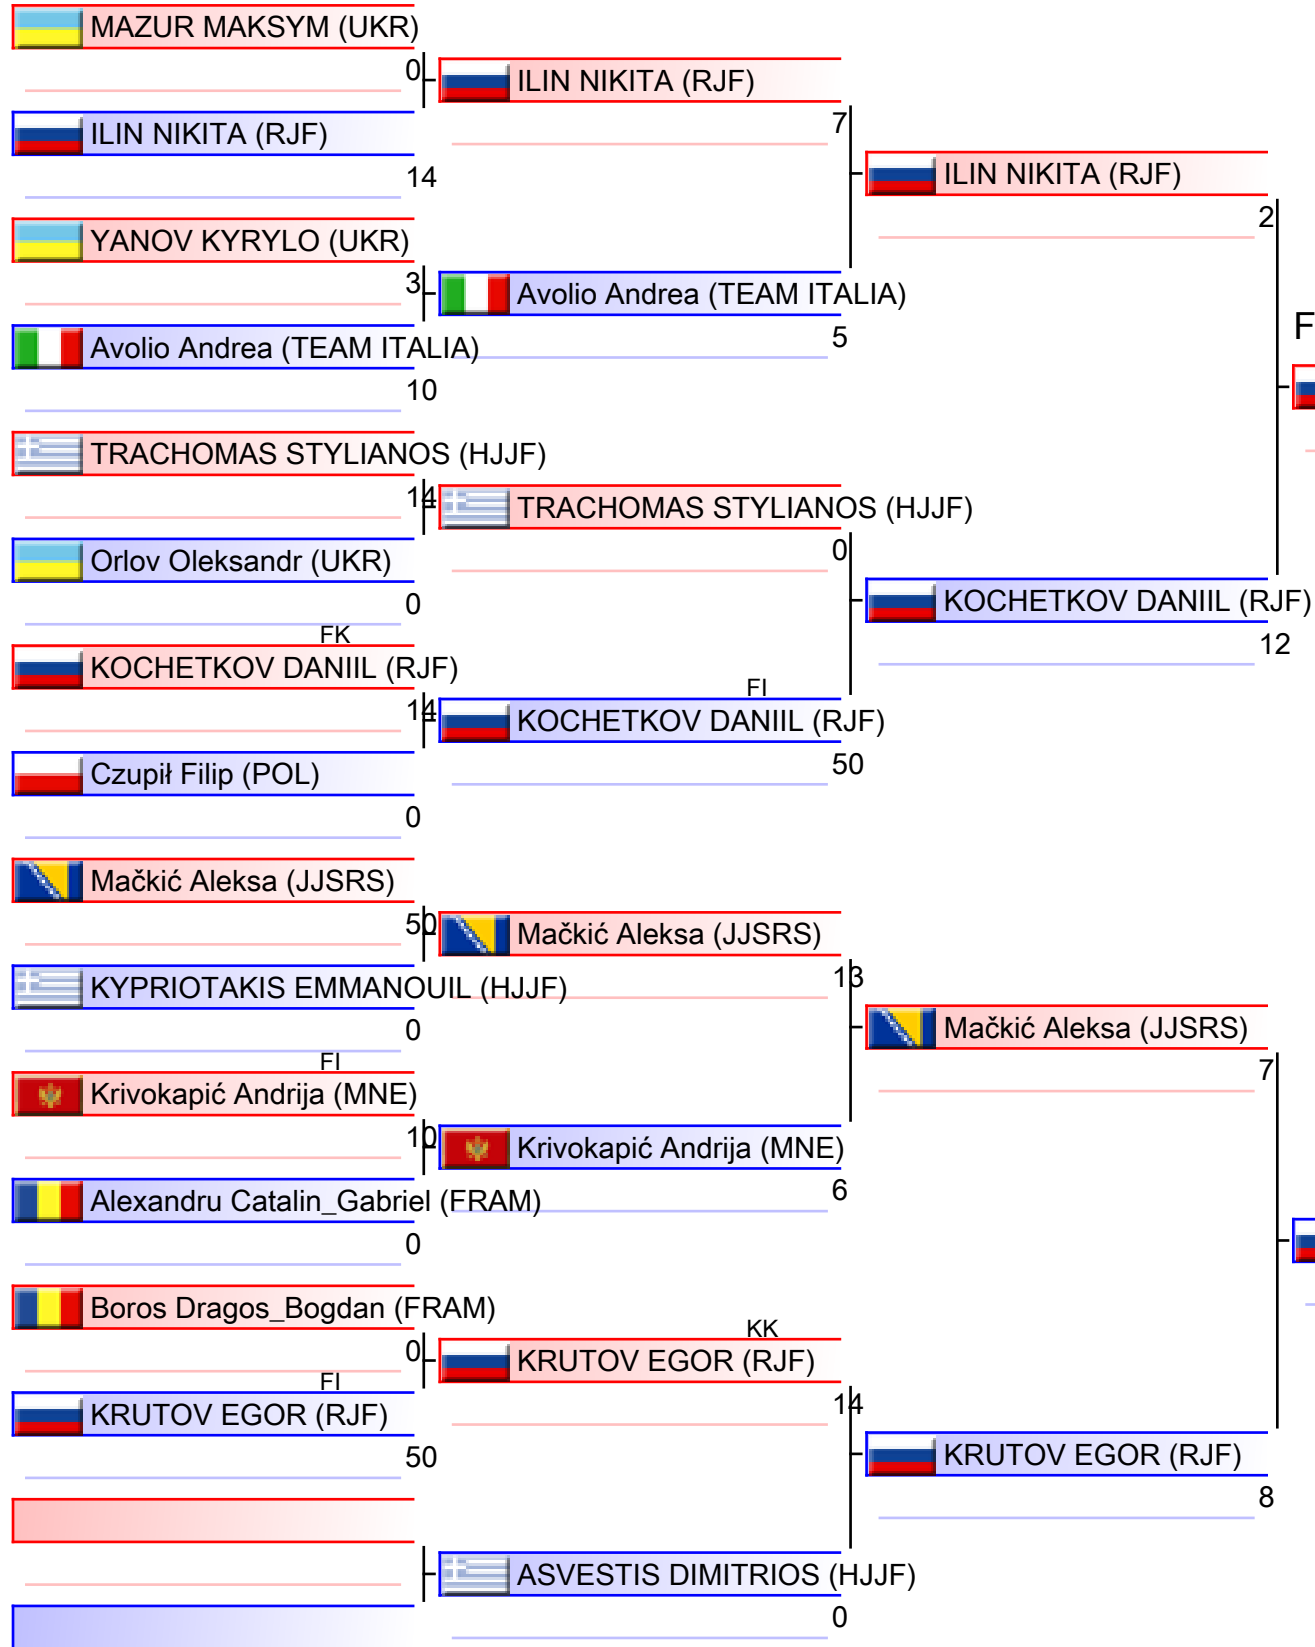 MAZUR MAKSYM (UKR)
0
ILIN NIKITA (RJF)
14
YANOV KYRYLO (UKR)
3
Avolio Andrea (TEAM ITALIA)
10
TRACHOMAS STYLIANOS (HJJF)
14
Orlov Oleksandr (UKR)
0
FK
KOCHETKOV DANIIL (RJF)
14
Czupił Filip (POL)
0
Mačkić Aleksa (JJSRS)
50
KYPRIOTAKIS EMMANOUIL (HJJF)
0
FI
Krivokapić Andrija (MNE)
10
Alexandru Catalin_Gabriel (FRAM)
0
Boros Dragos_Bogdan (FRAM)
0
FI
KRUTOV EGOR (RJF)
50
ILIN NIKITA (RJF)
7
Avolio Andrea (TEAM ITALIA)
5
TRACHOMAS STYLIANOS (HJJF)
0
FI
KOCHETKOV DANIIL (RJF)
50
Mačkić Aleksa (JJSRS)
13
Krivokapić Andrija (MNE)
6
KK
KRUTOV EGOR (RJF)
14
ASVESTIS DIMITRIOS (HJJF)
0
ILIN NIKITA (RJF)
2
KOCHETKOV DANIIL (RJF)
12
Mačkić Aleksa (JJSRS)
7
KRUTOV EGOR (RJF)
8
F